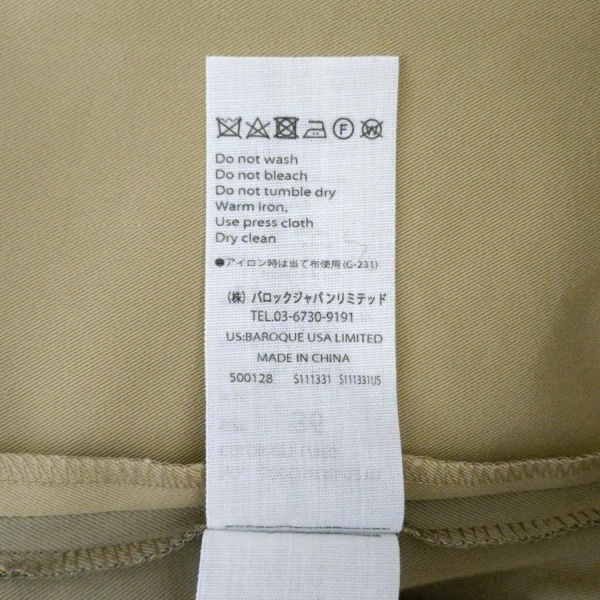 F W
Do not wash
Do not bleach
Do not tumble dry
Warm iron,
Use press cloth
Dry clean
●アイロン時は当て布使用(G-231)
(株) バロックジャパンリミテッド
TEL.03-6730-9191
US:BAROQUE USA LIMITED
MADE IN CHINA
500128 S111331 S111331US